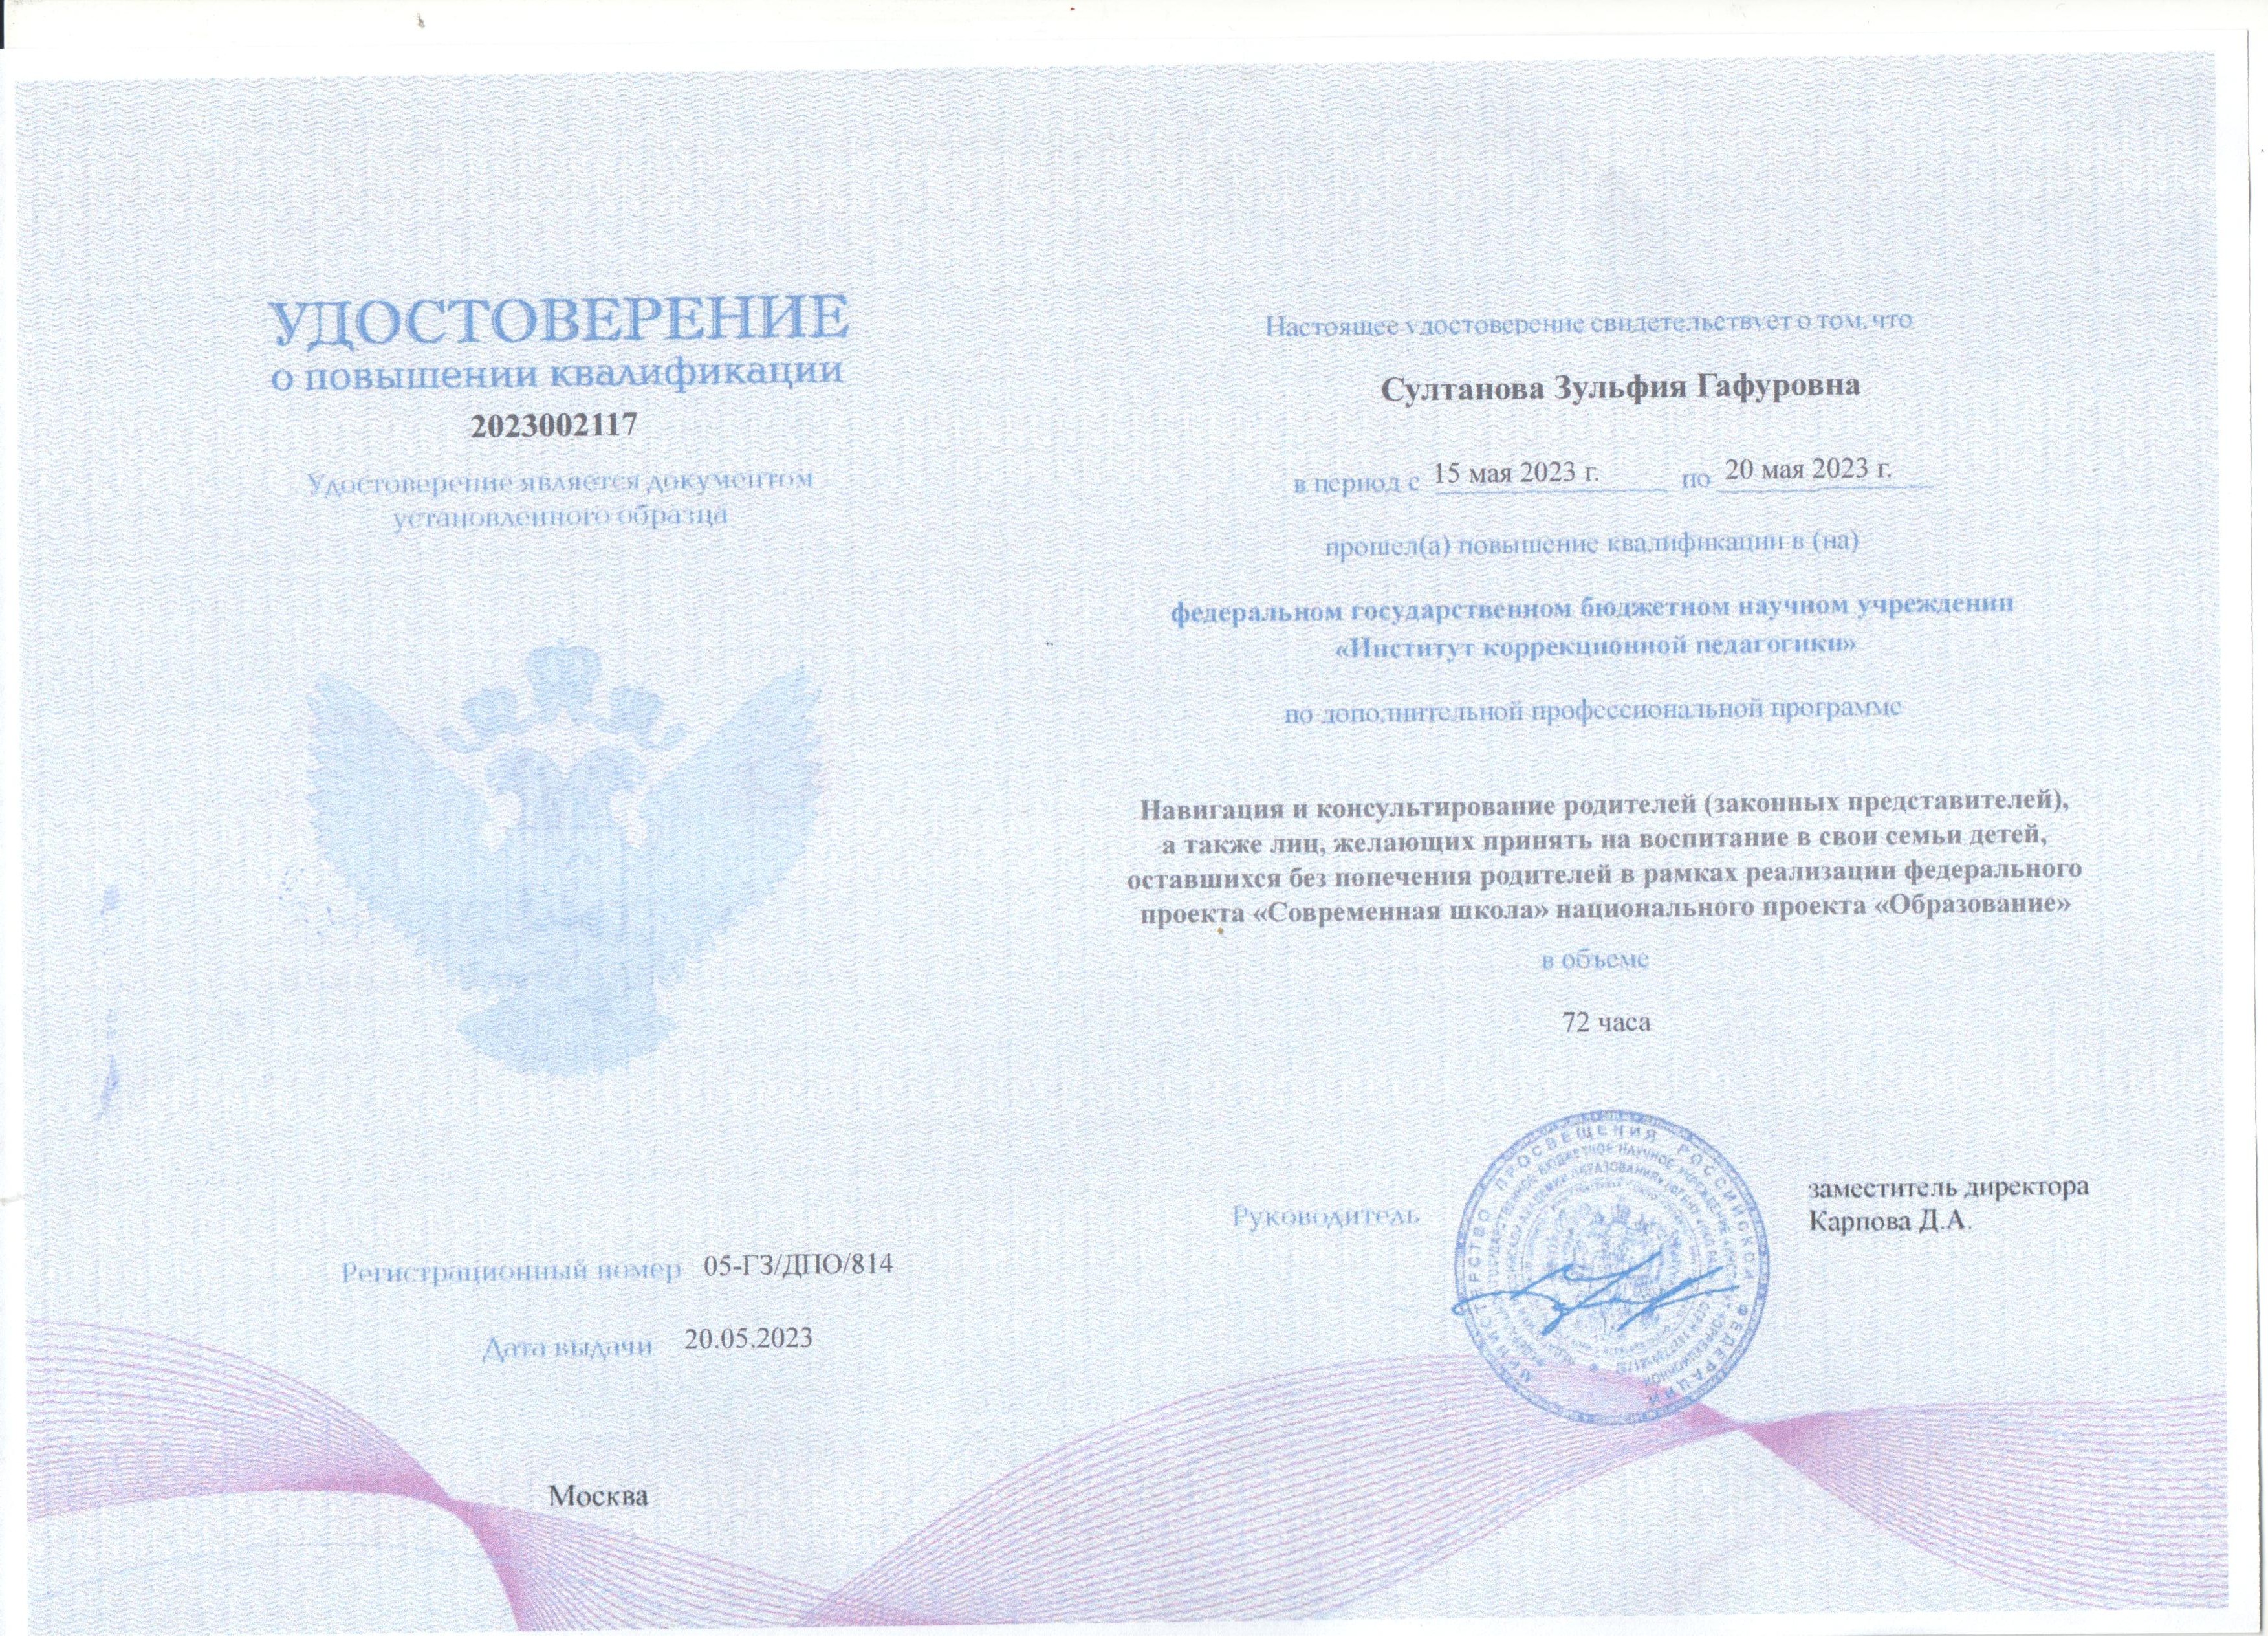 УДОСТОВЕРЕНИЕ
о повышении квалификации
2023002117
Удостоверение является документом
установленного образца
Регистрационный номер 05-ГЗ/ДПО/814
Дата выдачи 20.05.2023
Москва
Настоящее удостоверение свидетельствует о том, что
Султанова Зульфия Гафуровна
в период с 15 мая 2023 г. по 20 мая 2023 г.
прошел(а) повышение квалификации в (на)
федеральном государственном бюджетном научном учреждении
«Институт коррекционной педагогики»
по дополнительной профессиональной программе
Навигация и консультирование родителей (законных представителей),
а также лиц, желающих принять на воспитание в свои семьи детей,
оставшихся без попечения родителей в рамках реализации федерального
проекта «Современная школа» национального проекта «Образование»
в объеме
72 часа
Руководитель
заместитель директора
Карпова Д.А.
МИНИСТЕРСТВО ПРОСВЕЩЕНИЯ РОССИЙСКОЙ ФЕДЕРАЦИИ